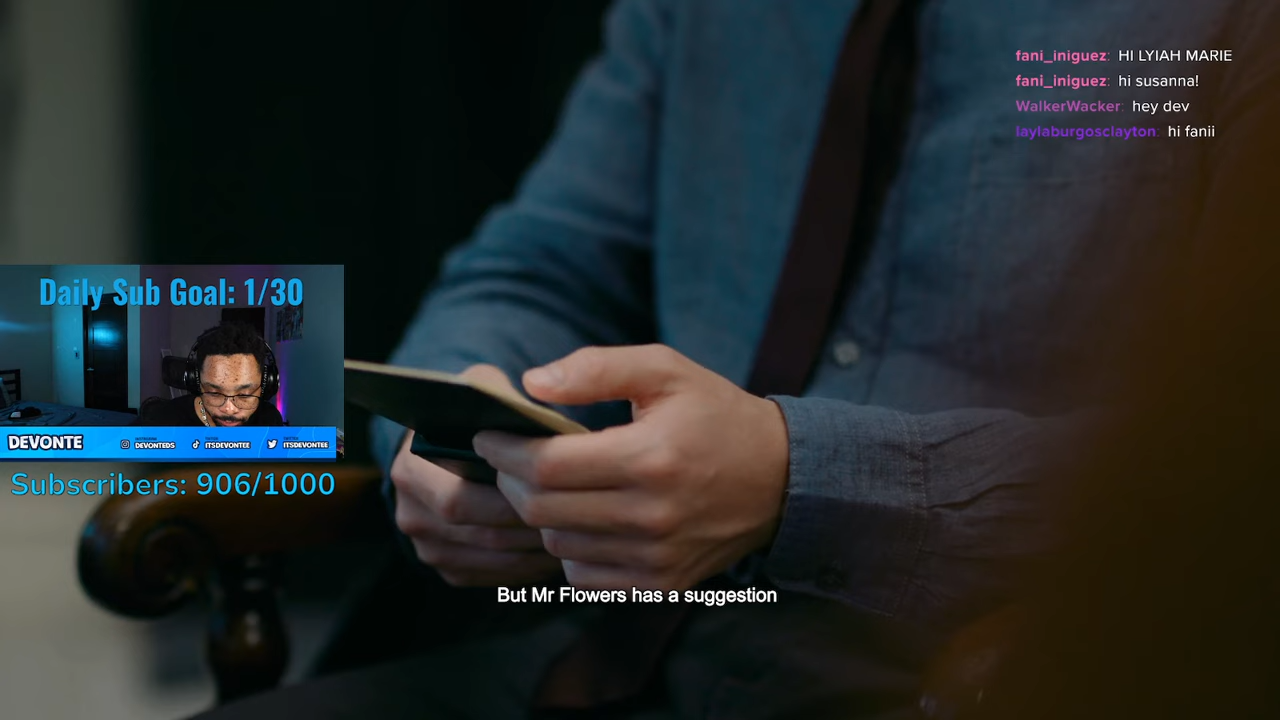 fani_iniguez: HI LYIAH MARIE
fani_iniguez: hi susanna!
WalkerWacker: hey dev
laylaburgosclayton: hi fanii
Daily Sub Goal: 1/30
DEVONTE
DEVONTEDS
ITSDEVONTEE
ITSDEVONTEE
Subscribers: 906/1000
But Mr Flowers has a suggestion